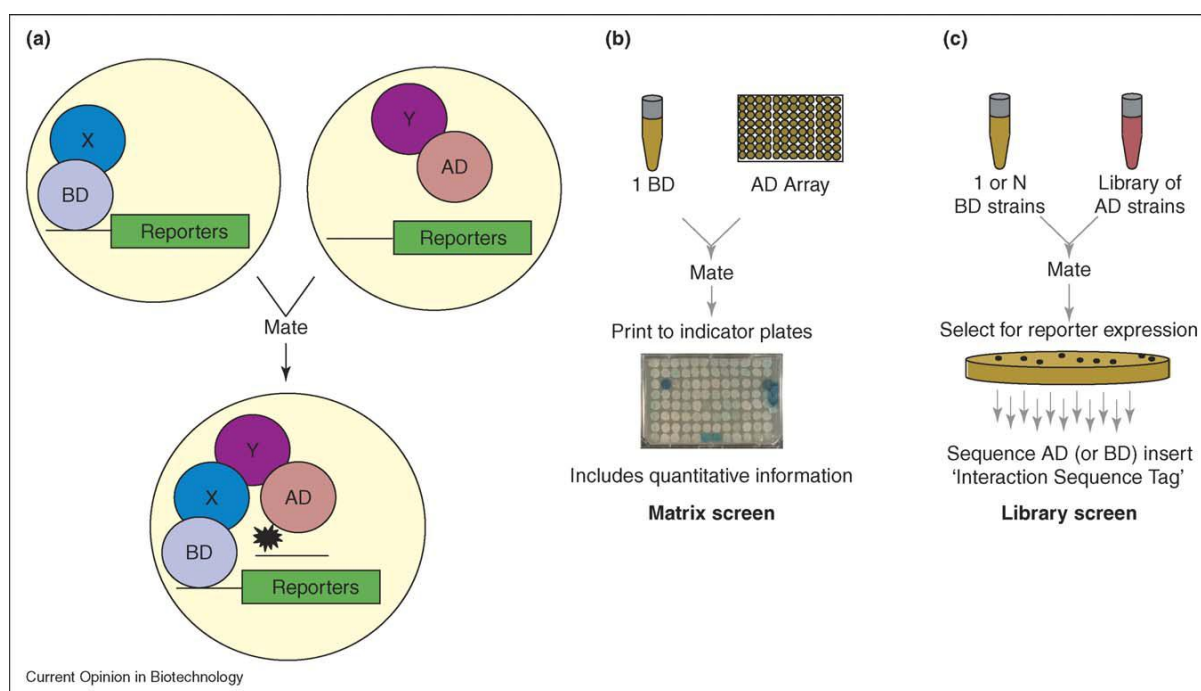 (a)
X
BD
Reporters
Y
AD
Reporters
Mate
Y
X
AD
BD
Reporters
(b)
1 BD
AD Array
Mate
Print to indicator plates
Includes quantitative information
Matrix screen
(c)
1 or N
BD strains
Library of
AD strains
Mate
Select for reporter expression
Sequence AD (or BD) insert
‘Interaction Sequence Tag’
Library screen
Current Opinion in Biotechnology